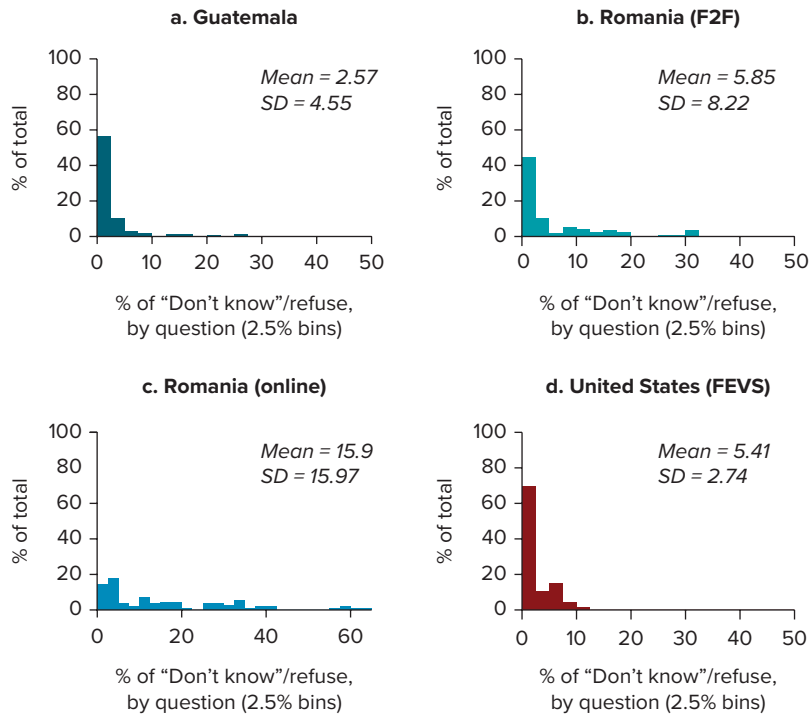 a. Guatemala
Mean = 2.57
SD = 4.55
% of total
100
80
60
40
20
0
0 10 20 30 40 50
% of “Don’t know”/refuse,
by question (2.5% bins)
b. Romania (F2F)
Mean = 5.85
SD = 8.22
% of total
100
80
60
40
20
0
0 10 20 30 40 50
% of “Don’t know”/refuse,
by question (2.5% bins)
c. Romania (online)
Mean = 15.9
SD = 15.97
% of total
100
80
60
40
20
0
0 20 40 60
% of “Don’t know”/refuse,
by question (2.5% bins)
d. United States (FEVS)
Mean = 5.41
SD = 2.74
% of total
100
80
60
40
20
0
0 10 20 30 40 50
% of “Don’t know”/refuse,
by question (2.5% bins)